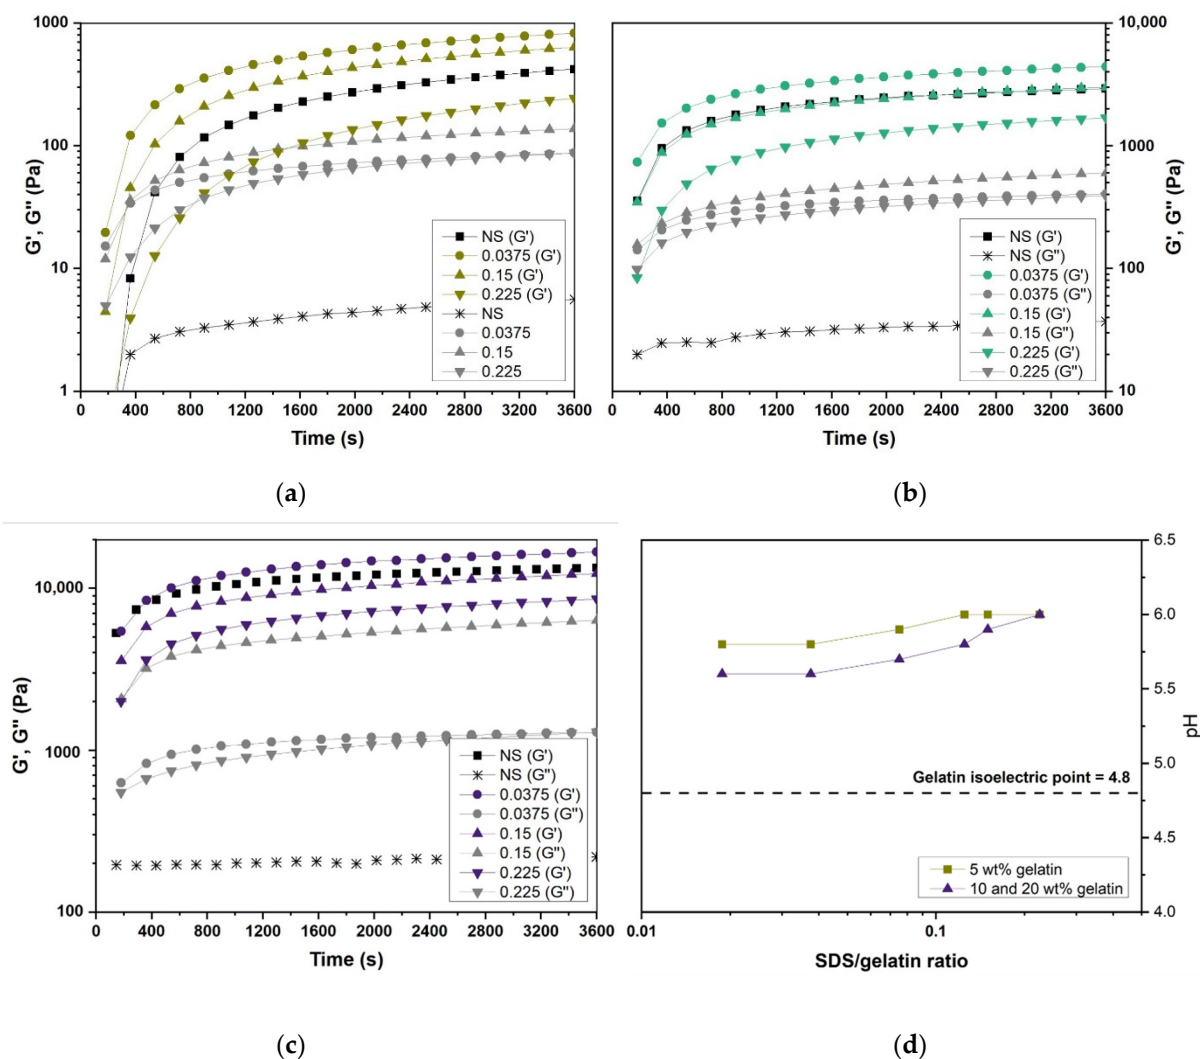 1000
100
10
1
G', G'' (Pa)
0 400 800 1200 1600 2000 2400 2800 3200 3600
Time (s)
NS (G')
0.0375 (G')
0.15 (G')
0.225 (G')
NS
0.0375
0.15
0.225
(a)
10,000
1000
100
10
G', G'' (Pa)
0 400 800 1200 1600 2000 2400 2800 3200 3600
Time (s)
NS (G')
NS (G'')
0.0375 (G')
0.0375 (G'')
0.15 (G')
0.15 (G'')
0.225 (G')
0.225 (G'')
(b)
10,000
1000
100
G', G'' (Pa)
0 400 800 1200 1600 2000 2400 2800 3200 3600
Time (s)
NS (G')
NS (G'')
0.0375 (G')
0.0375 (G'')
0.15 (G')
0.15 (G'')
0.225 (G')
0.225 (G'')
(c)
6.5
6.0
5.5
5.0
4.5
4.0
pH
Gelatin isoelectric point = 4.8
5 wt% gelatin
10 and 20 wt% gelatin
0.01 0.1
SDS/gelatin ratio
(d)